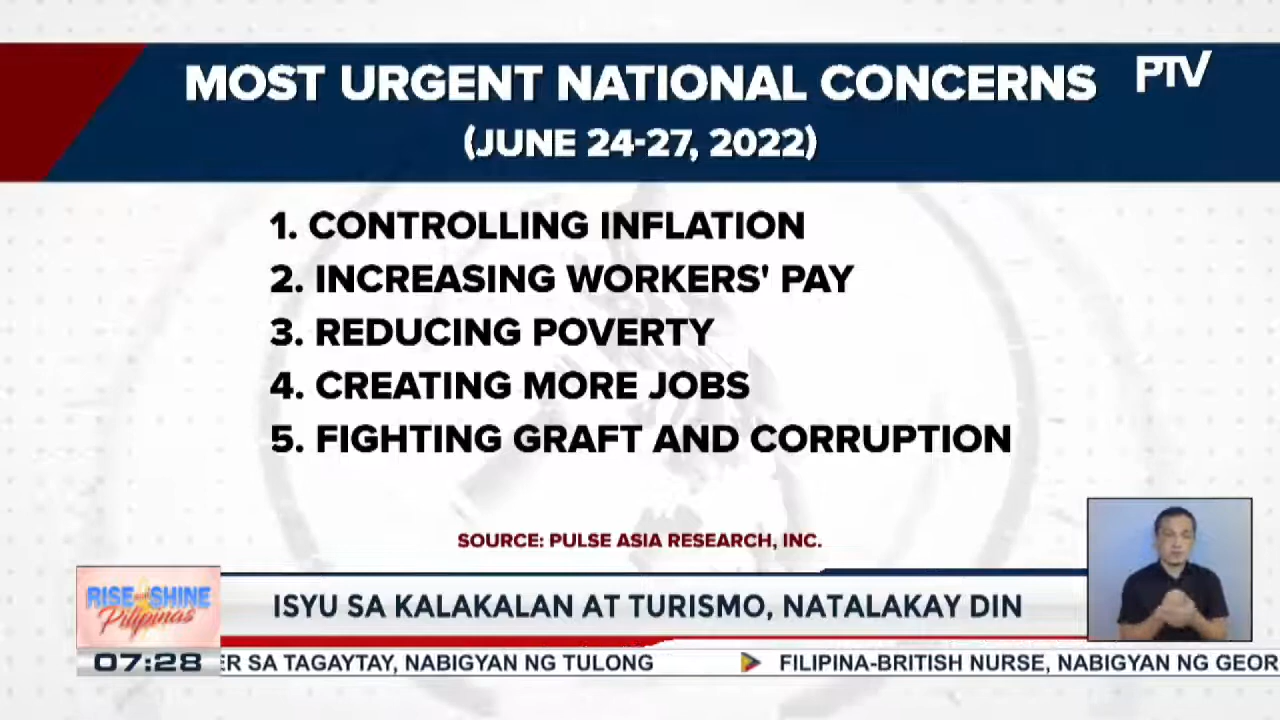 MOST URGENT NATIONAL CONCERNS
PTV
(JUNE 24-27, 2022)
1. CONTROLLING INFLATION
2. INCREASING WORKERS' PAY
3. REDUCING POVERTY
4. CREATING MORE JOBS
5. FIGHTING GRAFT AND CORRUPTION
SOURCE: PULSE ASIA RESEARCH, INC.
RISE AND SHINE
Pilipinas
ISYU SA KALAKALAN AT TURISMO, NATALAKAY DIN
07:28
SA TAGAYTAY, NABIGYAN NG TULONG
FILIPINA-BRITISH NURSE, NABIGYAN NG GEOR